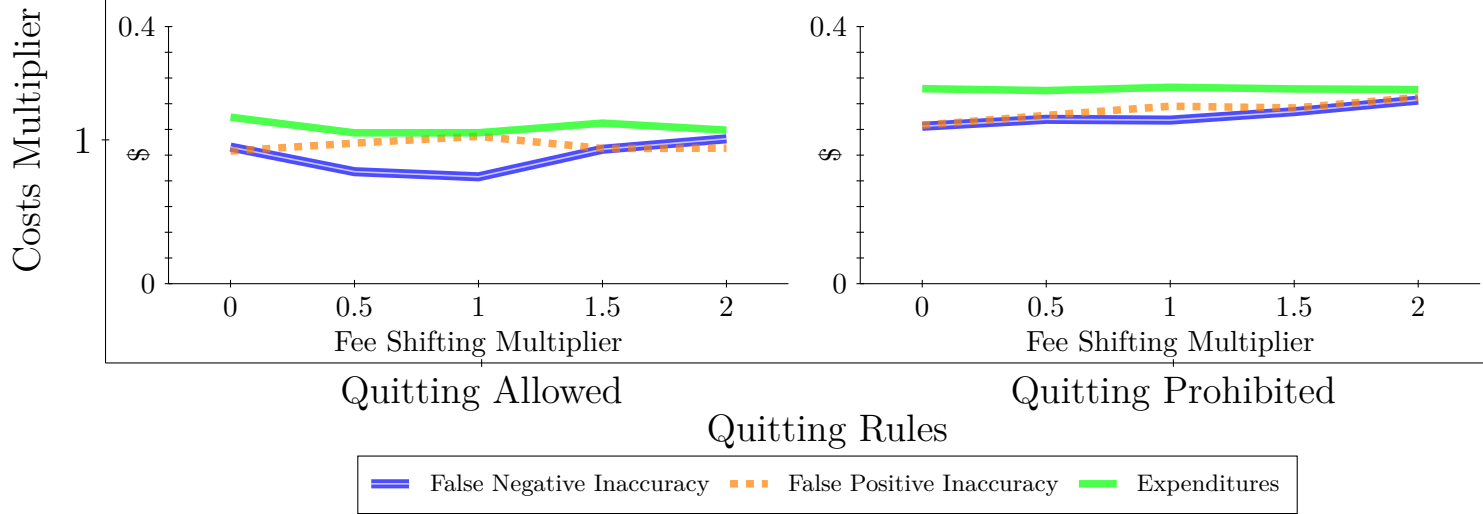 Costs Multiplier
1
0.4
$
0
0 0.5 1 1.5 2
Fee Shifting Multiplier
0.4
$
0
0 0.5 1 1.5 2
Fee Shifting Multiplier
Quitting Allowed
Quitting Prohibited
Quitting Rules
False Negative Inaccuracy False Positive Inaccuracy Expenditures